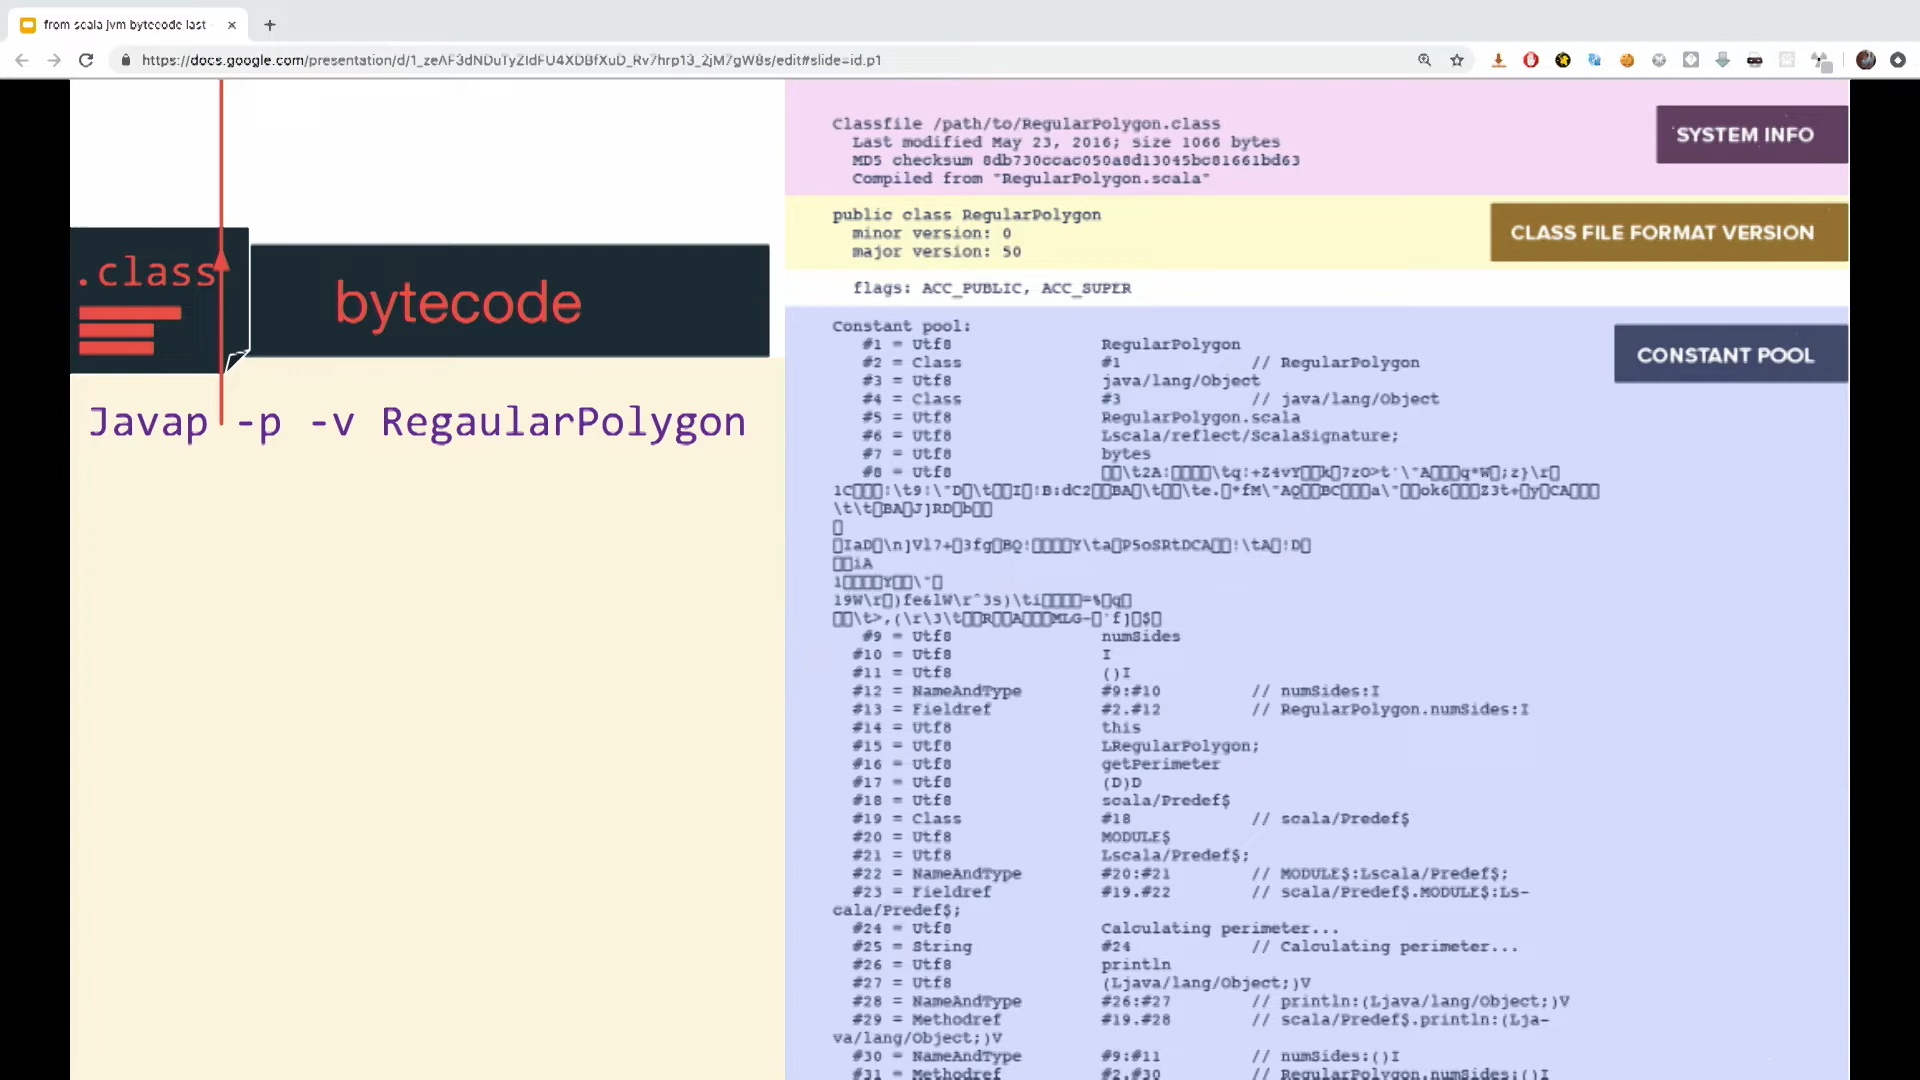 from scala jvm bytecode last
https://docs.google.com/presentation/d/1_zeAF3dNDuTyZIdFU4XDBfXuD_Rv7hrp13_2jM7gW8s/edit#slide=id.p1
.class
bytecode
Javap -p -v RegaularPolygon
Classfile /path/to/RegularPolygon.class
SYSTEM INFO
Last modified May 23, 2016; size 1066 bytes
MD5 checksum 8db730ccac050a8d13045bc81661bd63
Compiled from "RegularPolygon.scala"
public class RegularPolygon
CLASS FILE FORMAT VERSION
minor version: 0
major version: 50
flags: ACC_PUBLIC, ACC_SUPER
Constant pool:
CONSTANT POOL
#1 = Utf8 RegularPolygon
#2 = Class #1 // RegularPolygon
#3 = Utf8 java/lang/Object
#4 = Class #3 // java/lang/Object
#5 = Utf8 RegularPolygon.scala
#6 = Utf8 Lscala/reflect/ScalaSignature;
#7 = Utf8 bytes
#8 = Utf8
#9 = Utf8 numSides
#10 = Utf8 I
#11 = Utf8 ()I
#12 = NameAndType #9:#10 // numSides:I
#13 = Fieldref #2.#12 // RegularPolygon.numSides:I
#14 = Utf8 this
#15 = Utf8 LRegularPolygon;
#16 = Utf8 getPerimeter
#17 = Utf8 (D)D
#18 = Utf8 scala/Predef$
#19 = Class #18 // scala/Predef$
#20 = Utf8 MODULE$
#21 = Utf8 Lscala/Predef$;
#22 = NameAndType #20:#21 // MODULE$:Lscala/Predef$;
#23 = Fieldref #19.#22 // scala/Predef$.MODULE$:Ls-
cala/Predef$;
#24 = Utf8 Calculating perimeter...
#25 = String #24 // Calculating perimeter...
#26 = Utf8 println
#27 = Utf8 (Ljava/lang/Object;)V
#28 = NameAndType #26:#27 // println:(Ljava/lang/Object;)V
#29 = Methodref #19.#28 // scala/Predef$.println:(Lja-
va/lang/Object;)V
#30 = NameAndType #9:#11 // numSides:()I
#31 = Methodref #2.#30 // RegularPolygon.numSides:()I